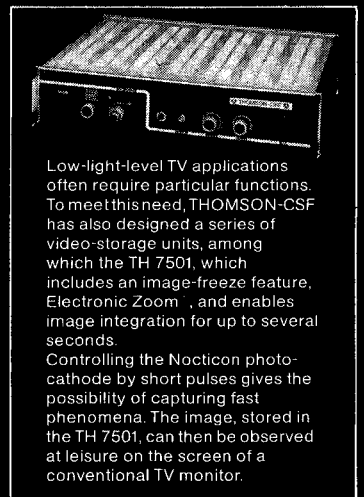 THOMSON-CSF
Low-light-level TV applications
often require particular functions.
To meet this need, THOMSON-CSF
has also designed a series of
video-storage units, among
which the TH 7501, which
includes an image-freeze feature,
Electronic Zoom, and enables
image integration for up to several
seconds.
Controlling the Nocticon photo-
cathode by short pulses gives the
possibility of capturing fast
phenomena. The image, stored in
the TH 7501, can then be observed
at leisure on the screen of a
conventional TV monitor.